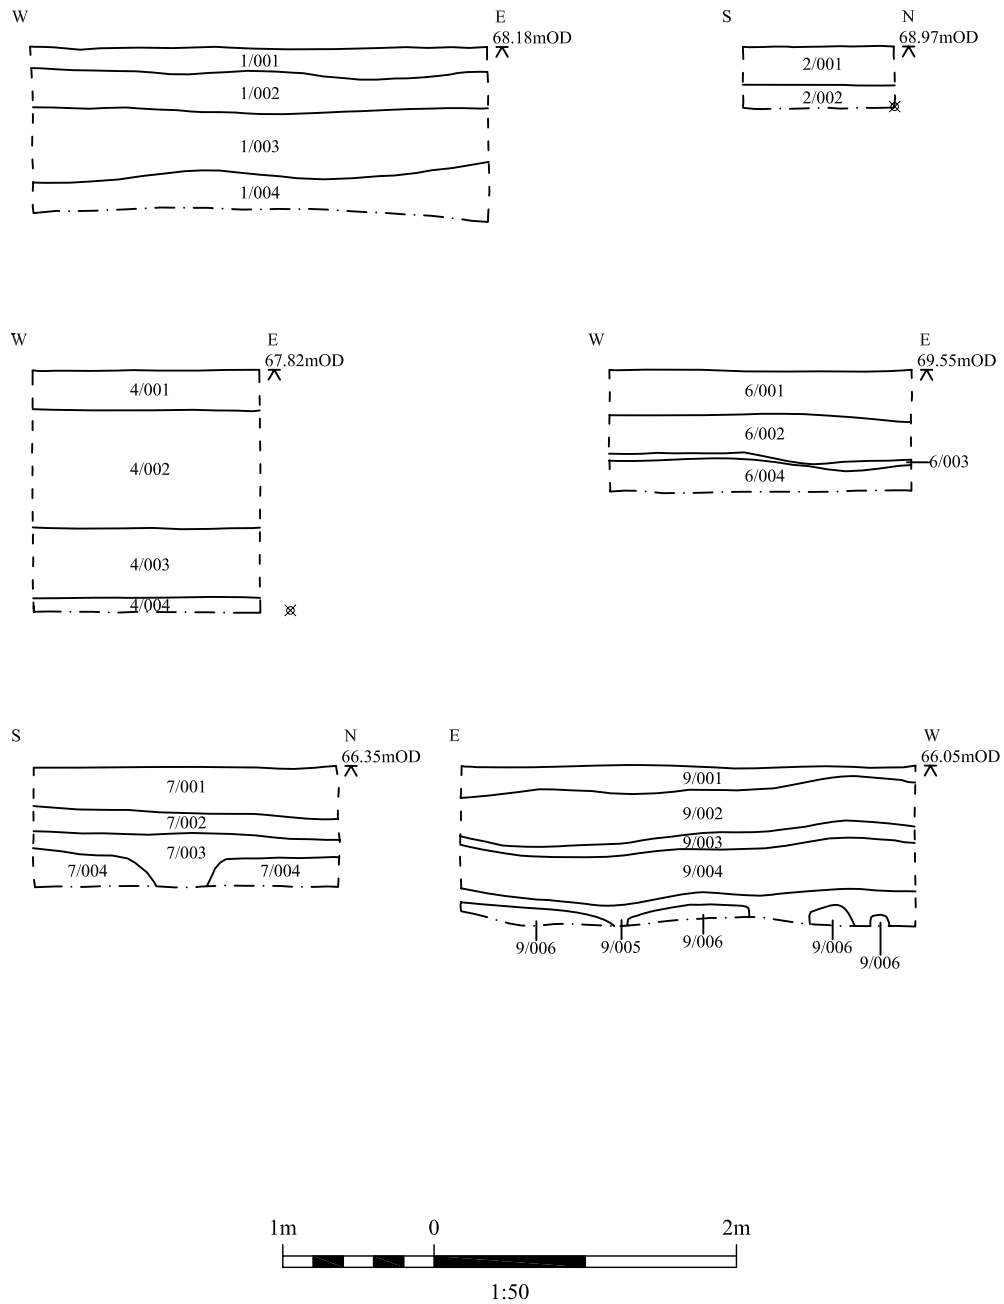 W E
68.18mOD
1/001
1/002
1/003
1/004
S N
68.97mOD
2/001
2/002
W E
67.82mOD
4/001
4/002
4/003
4/004
W E
69.55mOD
6/001
6/002
6/003
6/004
S N
66.35mOD
7/001
7/002
7/003
7/004 7/004
E W
66.05mOD
9/001
9/002
9/003
9/004
9/006 9/005 9/006 9/006
9/006
1m 0 2m
1:50